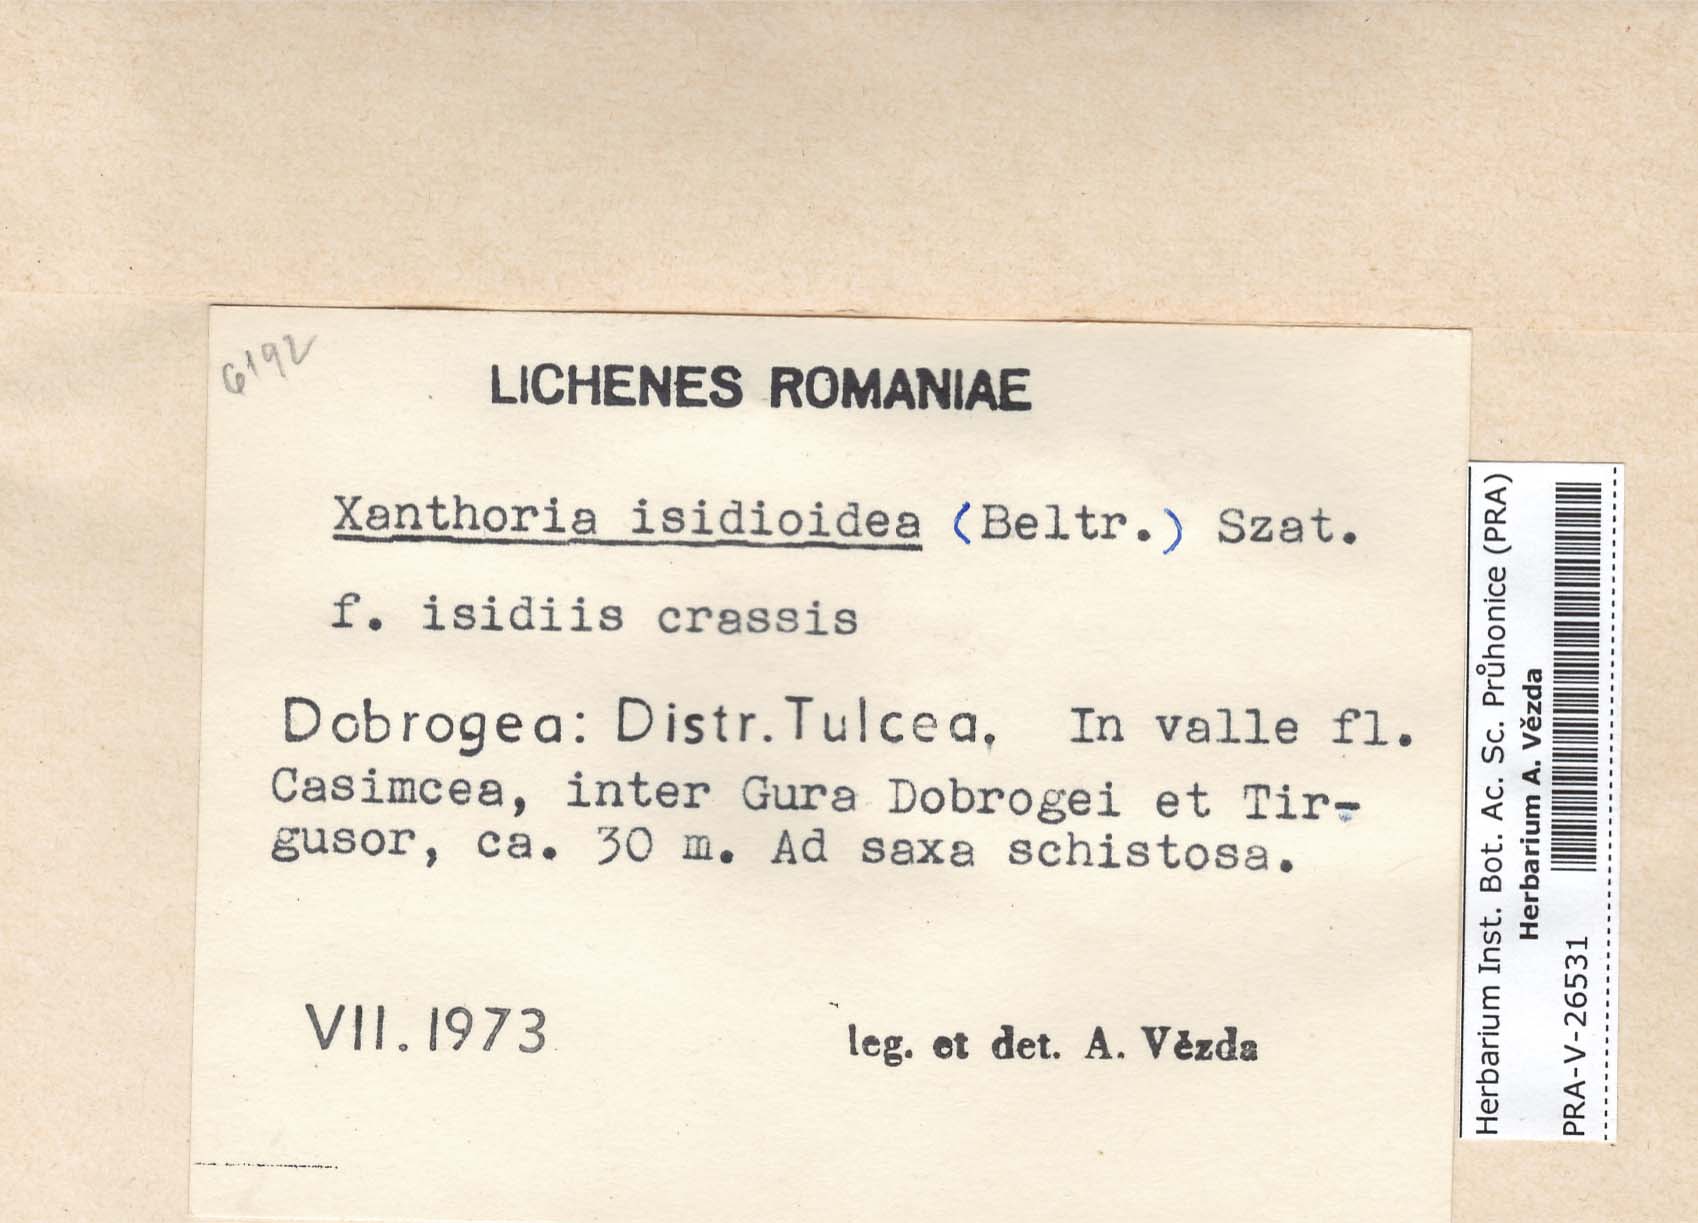 6192
LICHENES ROMANIAE
Xanthoria isidioidea (Beltr.) Szat.
f. isidiis crassis
Dobrogea: Distr. Tulcea. In valle fl.
Casimcea, inter Gura Dobrogei et Tir-
gusor, ca. 30 m. Ad saxa schistosa.
VII. 1973
leg. et det. A. Vězda
Herbarium Inst. Bot. Ac. Sc. Průhonice (PRA)
Herbarium A. Vězda
PRA-V-26531